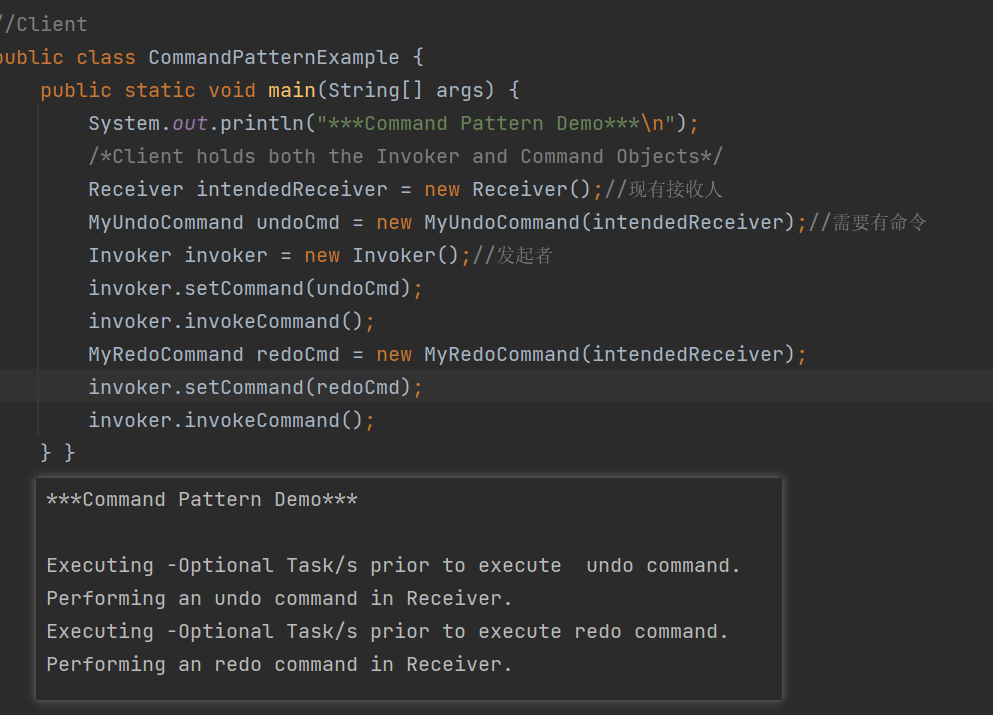 //Client
public class CommandPatternExample {
public static void main(String[] args) {
System.out.println("***Command Pattern Demo***\n");
/*Client holds both the Invoker and Command Objects*/
Receiver intendedReceiver = new Receiver();//现有接收人
MyUndoCommand undoCmd = new MyUndoCommand(intendedReceiver);//需要有命令
Invoker invoker = new Invoker();//发起者
invoker.setCommand(undoCmd);
invoker.invokeCommand();
MyRedoCommand redoCmd = new MyRedoCommand(intendedReceiver);
invoker.setCommand(redoCmd);
invoker.invokeCommand();
} }
***Command Pattern Demo***
Executing -Optional Task/s prior to execute  undo command.
Performing an undo command in Receiver.
Executing -Optional Task/s prior to execute redo command.
Performing an redo command in Receiver.